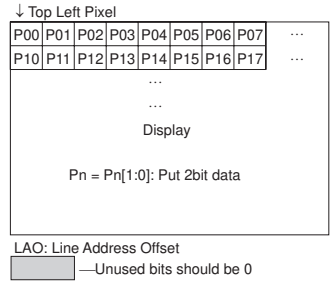 ↓ Top Left Pixel
P00 P01 P02 P03 P04 P05 P06 P07 ...
P10 P11 P12 P13 P14 P15 P16 P17 ...
...
...
Display
Pn = Pn[1:0]: Put 2bit data
LAO: Line Address Offset
—Unused bits should be 0